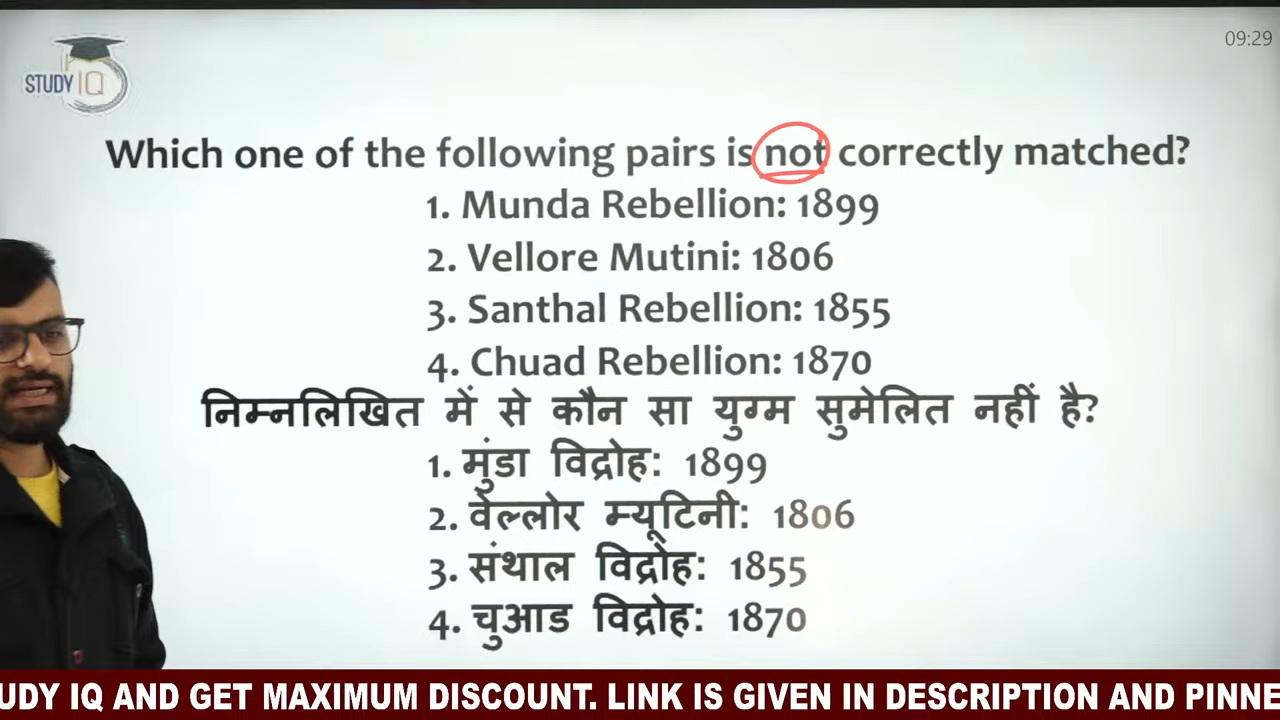 STUDY IQ
09:29
Which one of the following pairs is not correctly matched?
1. Munda Rebellion: 1899
2. Vellore Mutini: 1806
3. Santhal Rebellion: 1855
4. Chuad Rebellion: 1870
निम्नलिखित में से कौन सा युग्म सुमेलित नहीं है?
1. मुंडा विद्रोह: 1899
2. वेल्लोर म्यूटिनी: 1806
3. संथाल विद्रोह: 1855
4. चुआड विद्रोह: 1870
UDY IQ AND GET MAXIMUM DISCOUNT. LINK IS GIVEN IN DESCRIPTION AND PINNE